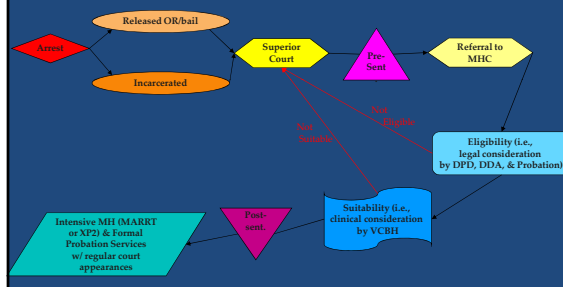 Released OR/bail
Arrest
Incarcerated
Superior
Court
Pre-
Sent
Referral to
MHC
Not
Eligible
Not
Suitable
Eligibility (i.e.,
legal consideration
by DPD, DDA, & Probation)
Suitability (i.e.,
clinical consideration
by VCBH
Post-
sent.
Intensive MH (MARRT
or XP2) & Formal
Probation Services
w/ regular court
appearances